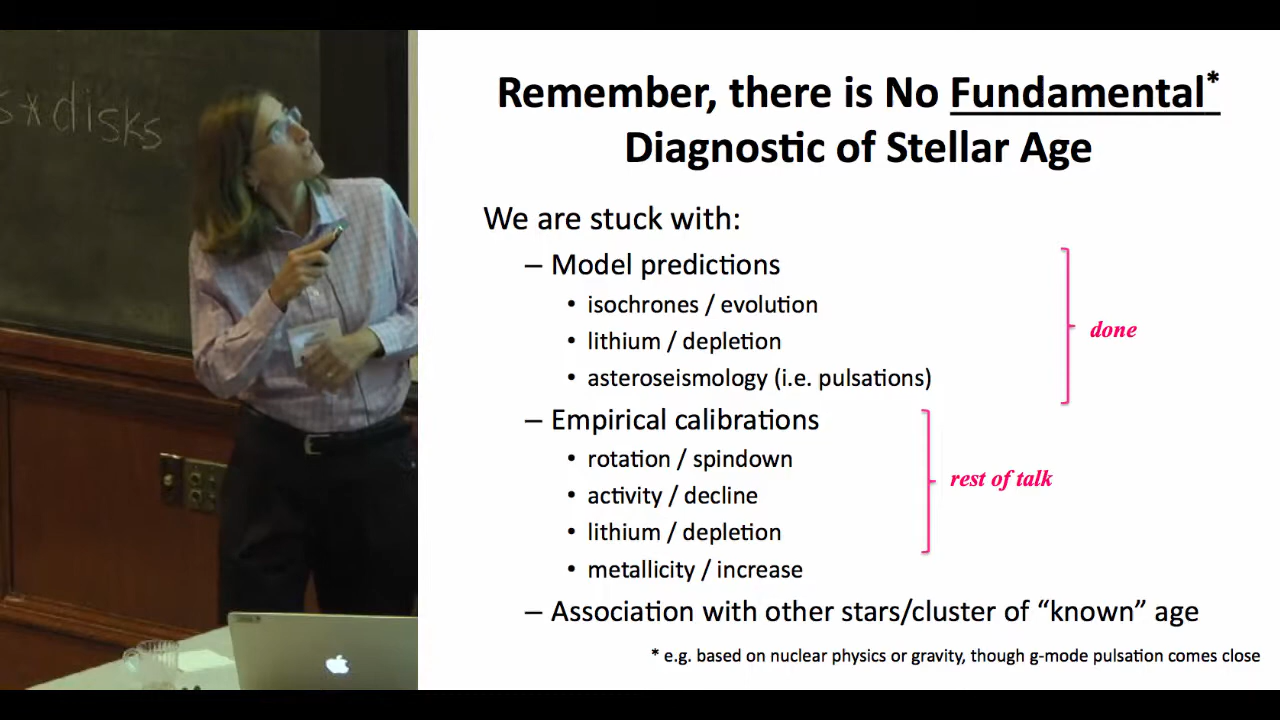 s*disks
Remember, there is No Fundamental*
Diagnostic of Stellar Age
We are stuck with:
– Model predictions
• isochrones / evolution
• lithium / depletion
• asteroseismology (i.e. pulsations)
done
– Empirical calibrations
• rotation / spindown
• activity / decline
• lithium / depletion
rest of talk
• metallicity / increase
– Association with other stars/cluster of “known” age
* e.g. based on nuclear physics or gravity, though g-mode pulsation comes close